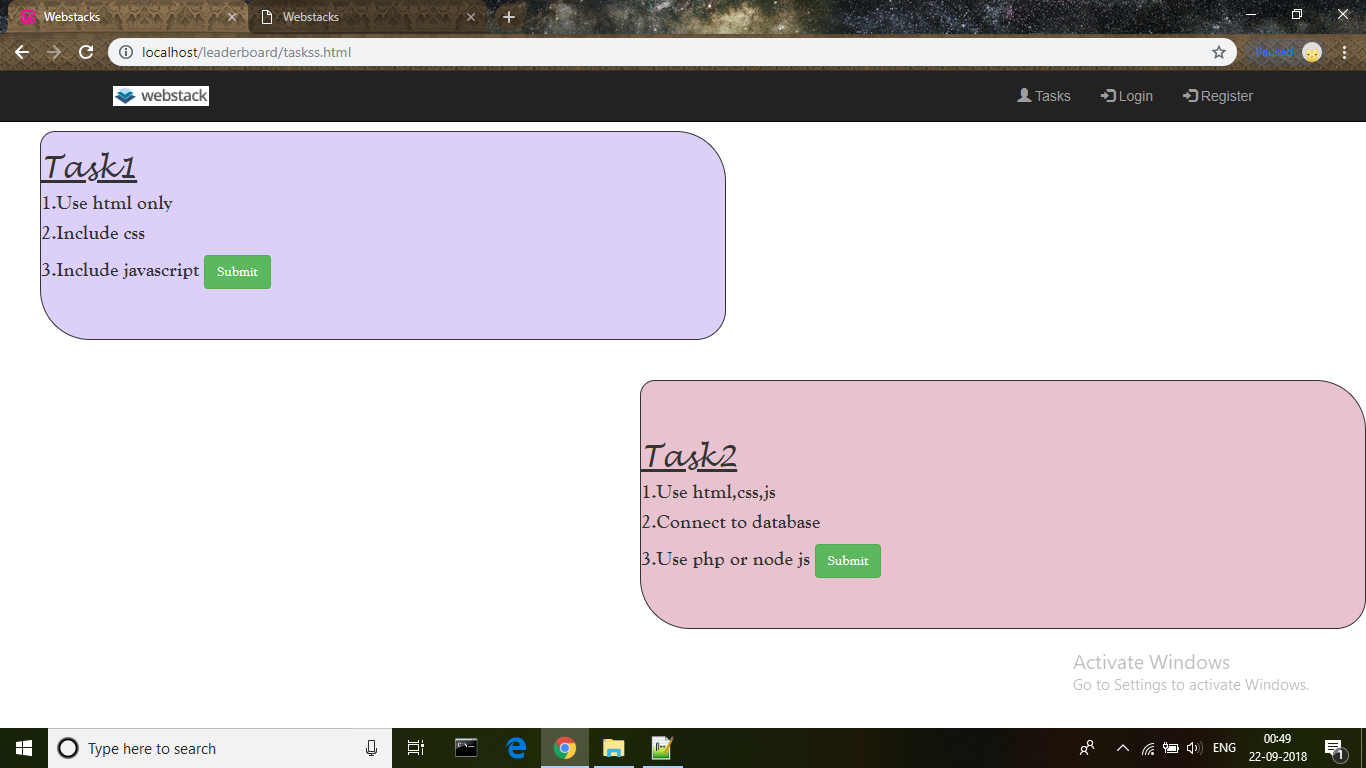 Webstacks
Webstacks
localhost/leaderboard/taskss.html
Paused
webstack
Tasks
Login
Register
Task1
1.Use html only
2.Include css
3.Include javascript Submit
Task2
1.Use html,css,js
2.Connect to database
3.Use php or node js Submit
Activate Windows
Go to Settings to activate Windows.
Type here to search
ENG
00:49
22-09-2018
1